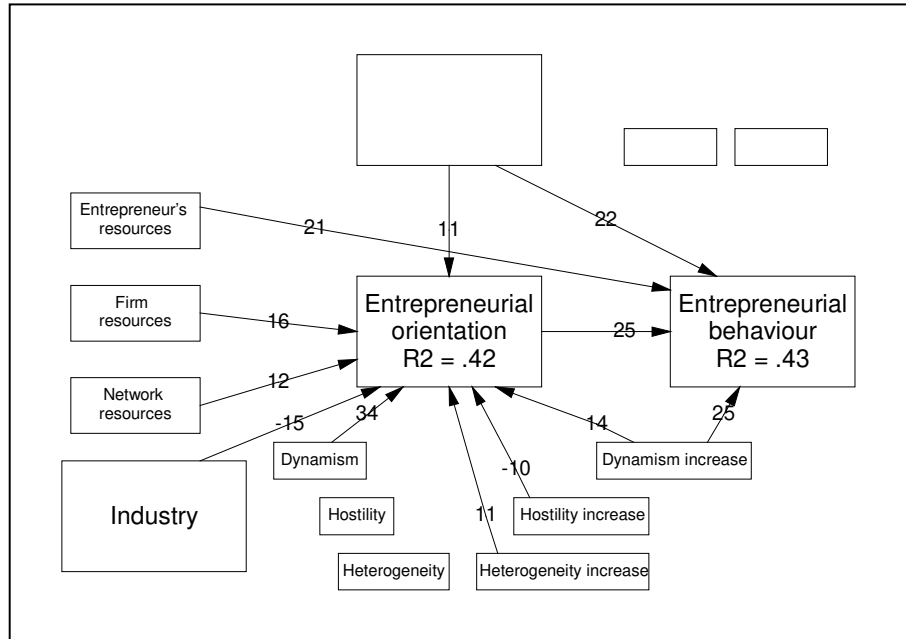 Entrepreneur's
resources
21
11
22
Firm
resources
16
Entrepreneurial
orientation
R2 = .42
25
Entrepreneurial
behaviour
R2 = .43
Network
resources
12
-15
34
14
25
Dynamism
Dynamism increase
-10
Industry
Hostility
11
Hostility increase
Heterogeneity
Heterogeneity increase